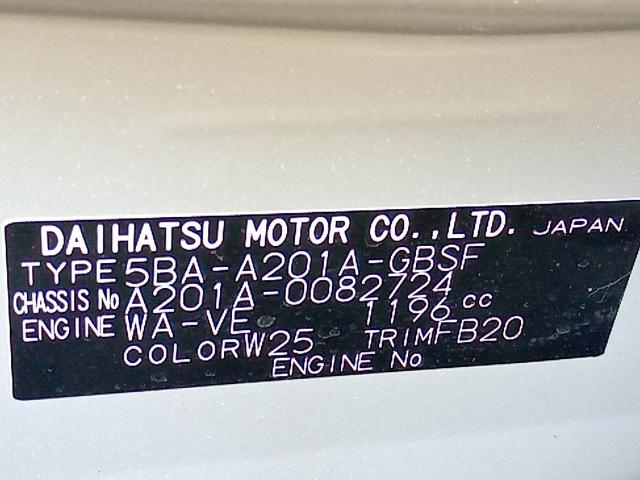 DAIHATSU MOTOR CO.,LTD. JAPAN
TYPE 5BA-A201A-GBSF
CHASSIS No A201A-0082724
ENGINE WA-VE 1196 cc
COLOR W25 TRIM FB20
ENGINE No